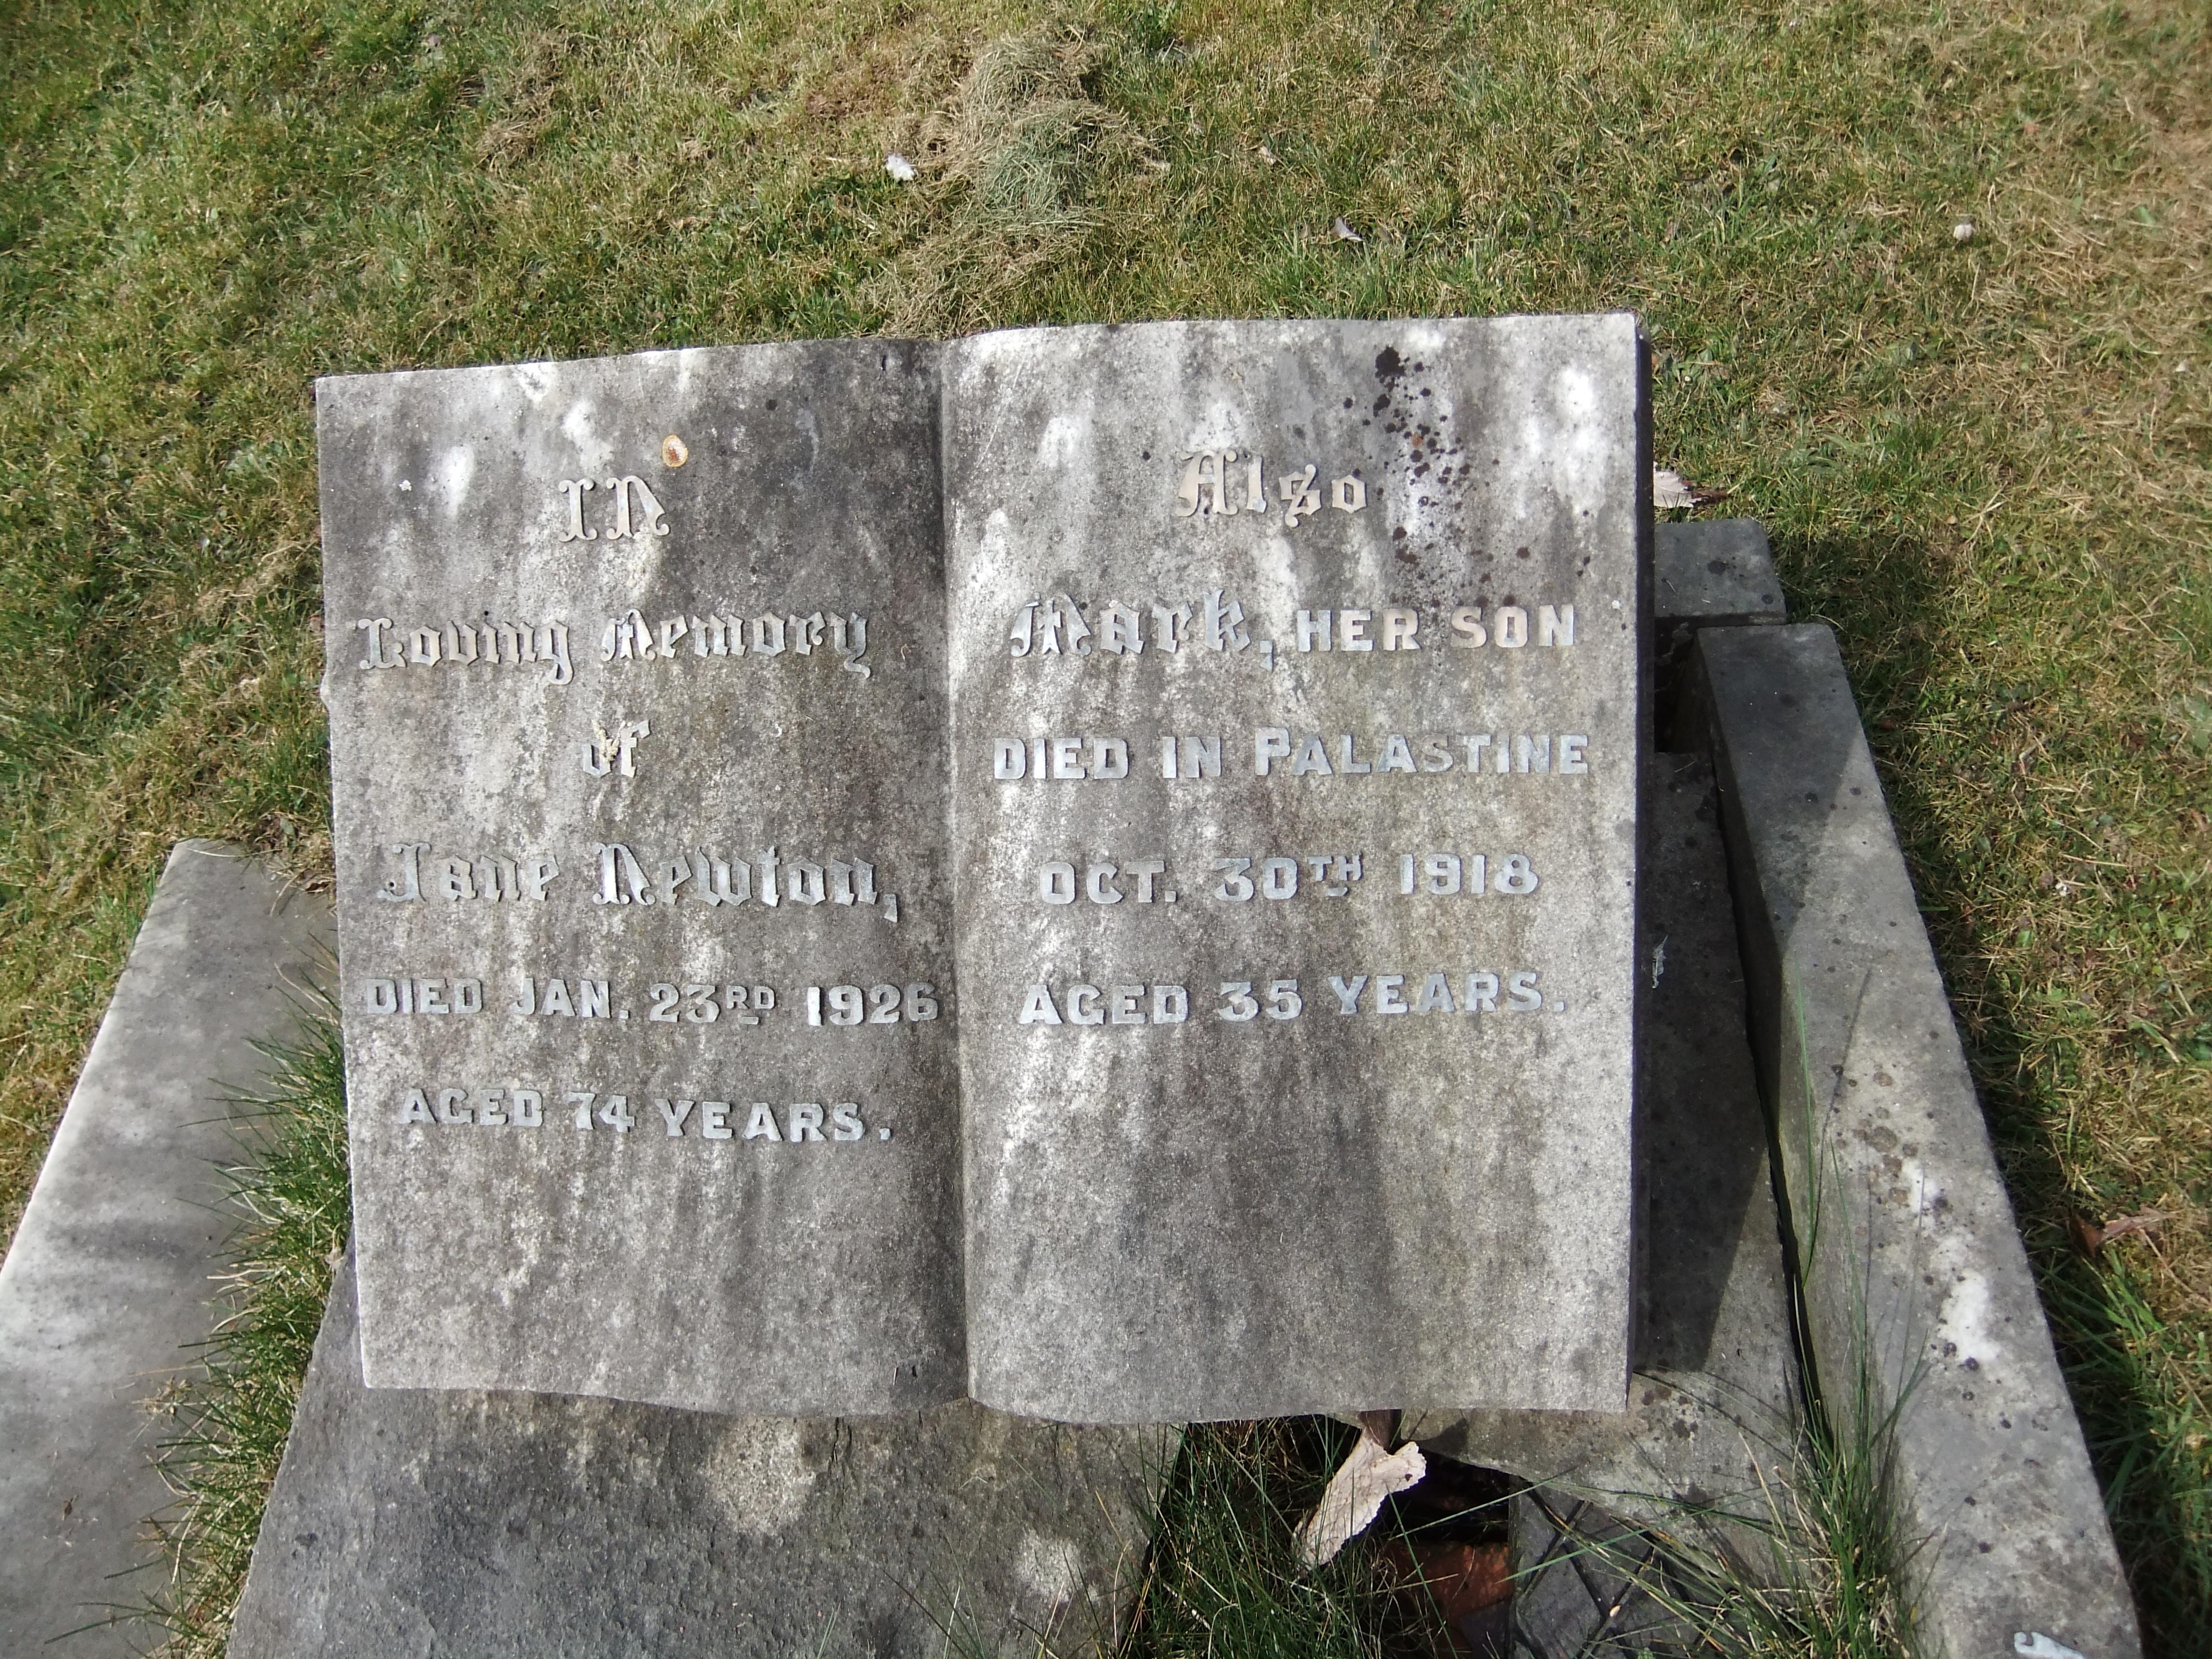 In
Loving Memory
of
Jane Newton,
DIED JAN. 23RD 1926
AGED 74 YEARS.
Also
Mark, HER SON
DIED IN PALASTINE
OCT. 30TH 1918
AGED 35 YEARS.